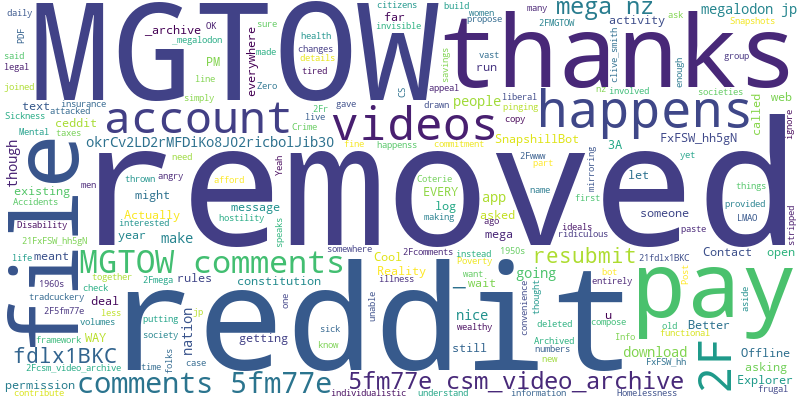 MGTOW thanks
removed
reddit
pay
file
account
videos
happens
mega nz
megalodon jp
_archive
OK
activity
daily
PDF
citizens
build
women
propose
invisible
many
ask
2FMGTOW
Snapshots
_megalodon
health
changes
details
tired
far
clive_smith
group
legal
said
joined
line
simply
Zero
PM
everywhere
made
sure
savings
run
vast
appeal
enough
societies
web
called
text
insurance
attacked
Sickness
Mental
taxes
ceddit
2Fr
gave
live
Crime
CS
drawn
liberal
pinging
copy
people
nz
involved
SnapshillBot
3A
FxFSW_hh5gN
ignore
okrCv2LD2rMFDiKo8JO2ricbolJib3O
fine
happenss
commitment
part
2Fwww
yet
though
existing
Accidents
men
need
might
Actually
thrown
angry
interested
hostility
Yeah
afford
message
speaks
Coterie
EVERY
log
making
app
asked
ago
mega
name
ideals
ridiculous
mirroring
let
someone
first
things
provided
LMAO
paste
stripped
Disability
21FxFSW_hh5gN
year
make
somewhere
2Fcomments
1950s
instead
resubmit
Contact
open
life
meant
MGTOW comments
Cool
Reality
_
wait
going
21fdlx1BKC
check
1960s
together
2Fmega
rules
constitution
illness
Poverty
want
nice
bot
entirely
u
Post
aside
Better
deal
tradcuckery
2F5fm77e
less
jp
WAY
putting
volumes
nation
one
getting
unable
still
wealthy
convenience
thought
deleted
compose
Archived
numbers
new
Info
old
functional
download
asking
Offline
Explorer
FxFSW_hh
frugal
framework
society
time
folks
case
sick
know
fdlx1BKC
2Fcsm_video_archive
permission
contribute
comments 5fm77e
5fm77e csm_video_archive
individualistic
understand
information
Homelessness
2F